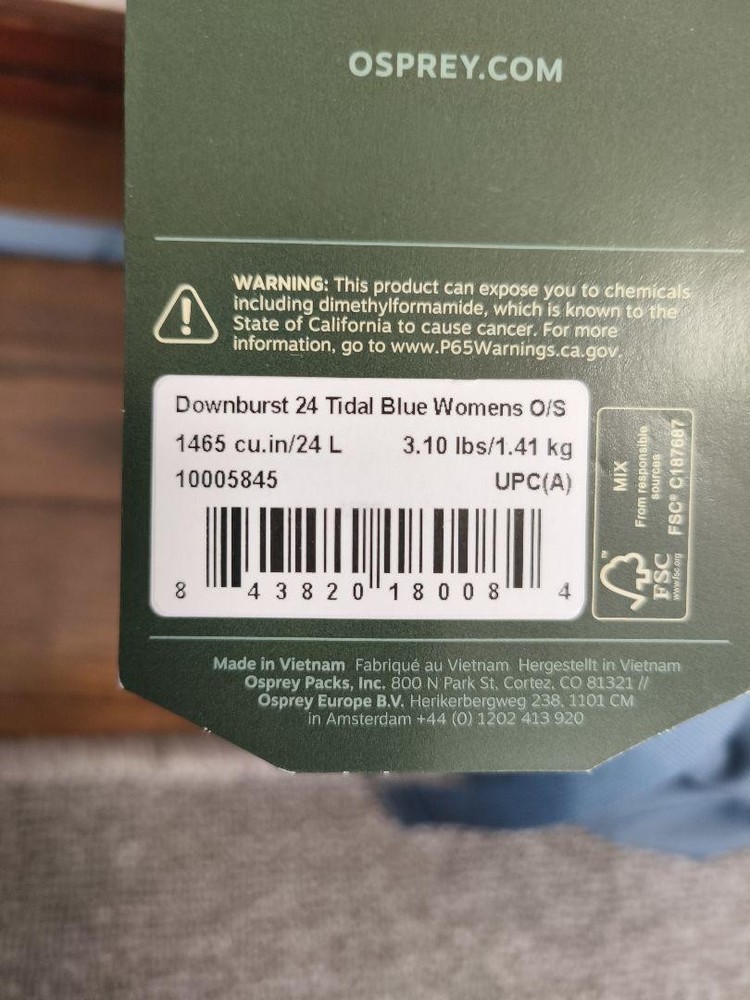 OSPREY.COM
WARNING: This product can expose you to chemicals
including dimethylformamide, which is known to the
State of California to cause cancer. For more
information, go to www.P65Warnings.ca.gov.
Downburst 24 Tidal Blue Womens O/S
1465 cu.in/24 L 3.10 lbs/1.41 kg
10005845 UPC(A)
8 43820 18008 4
MIX
From responsible
sources
FSC® C187687
™
FSC
www.fsc.org
Made in Vietnam Fabriqué au Vietnam Hergestellt in Vietnam
Osprey Packs, Inc. 800 N Park St, Cortez, CO 81321 //
Osprey Europe B.V. Herikerbergweg 238, 1101 CM
in Amsterdam +44 (0) 1202 413 920